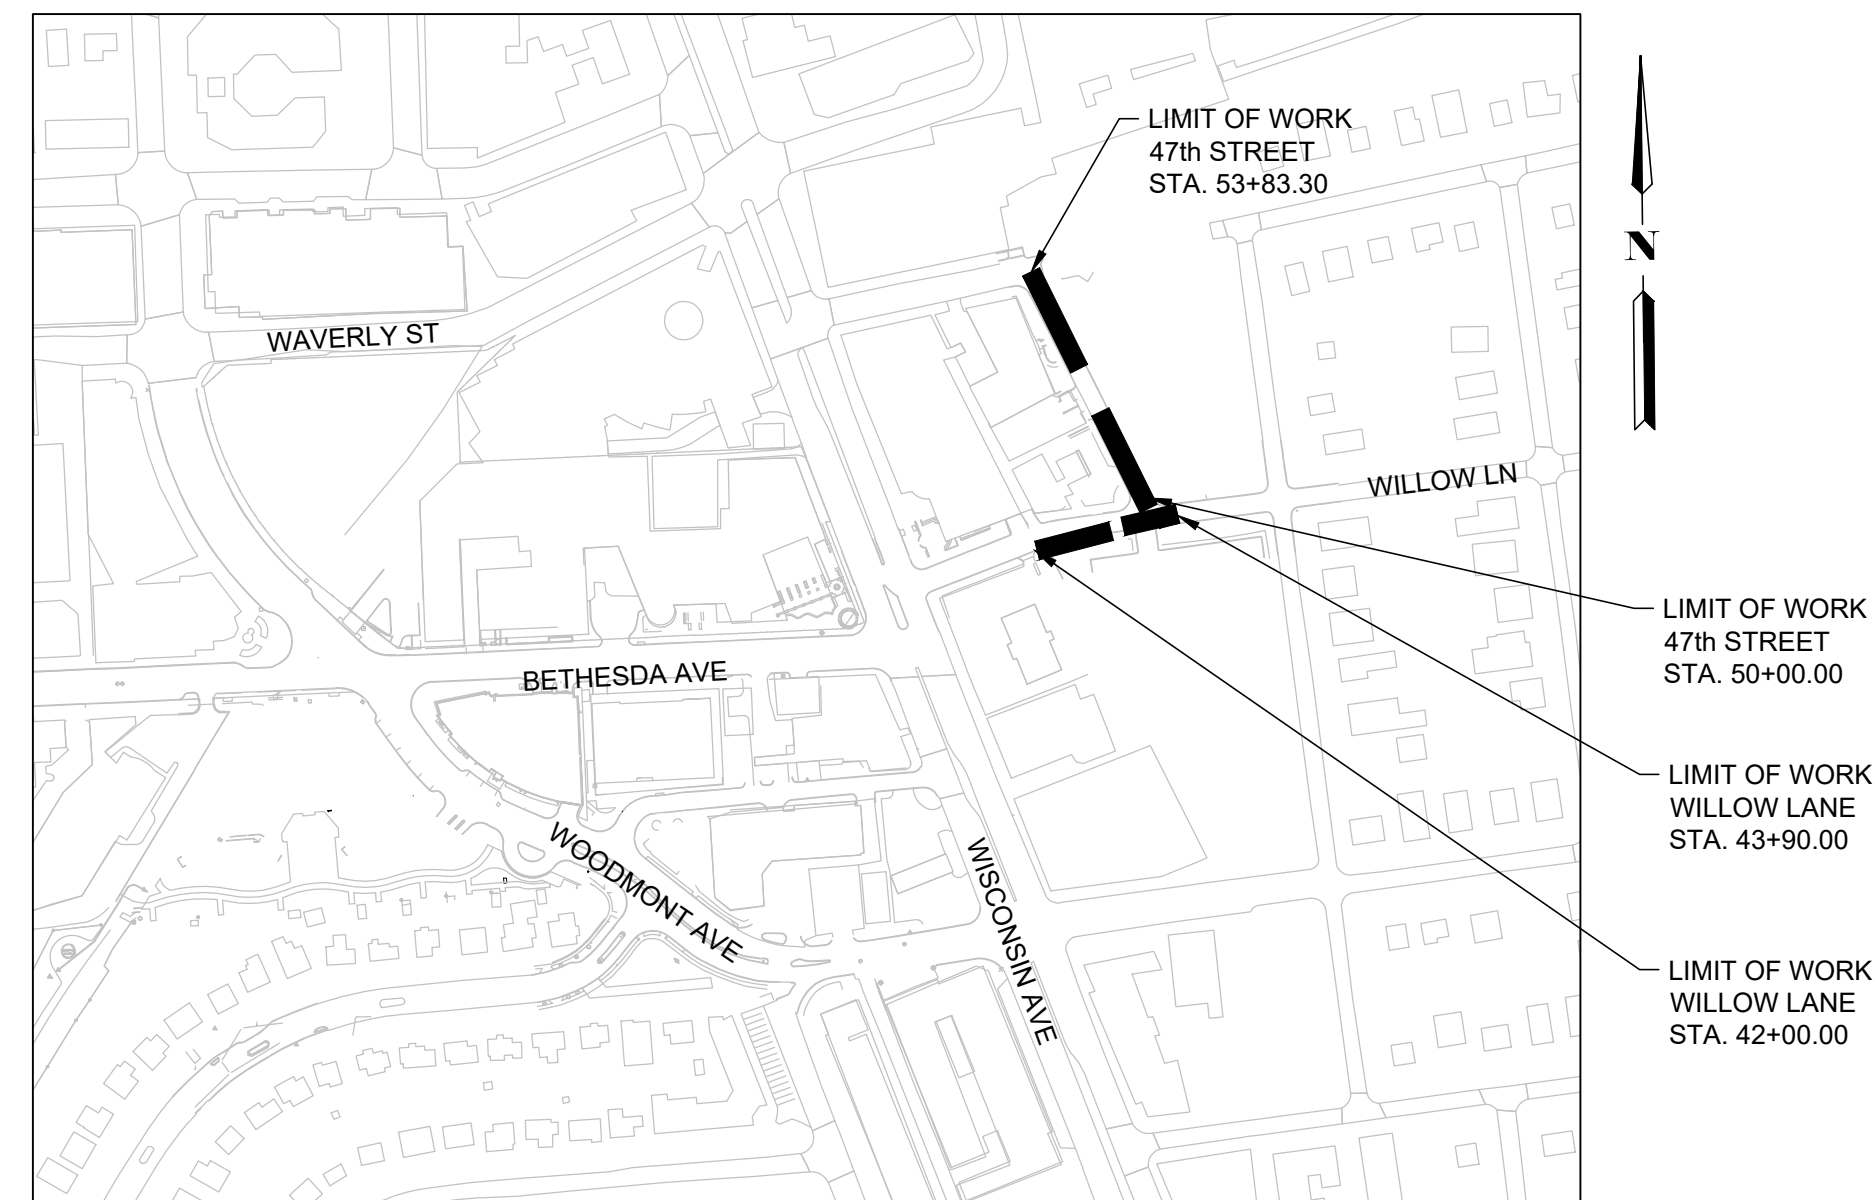 LIMIT OF WORK
47th STREET
STA. 53+83.30
N
WAVERLY ST
WILLOW LN
LIMIT OF WORK
47th STREET
STA. 50+00.00
BETHESDA AVE
LIMIT OF WORK
WILLOW LANE
STA. 43+90.00
WOODMONT AVE
WISCONSIN AVE
LIMIT OF WORK
WILLOW LANE
STA. 42+00.00